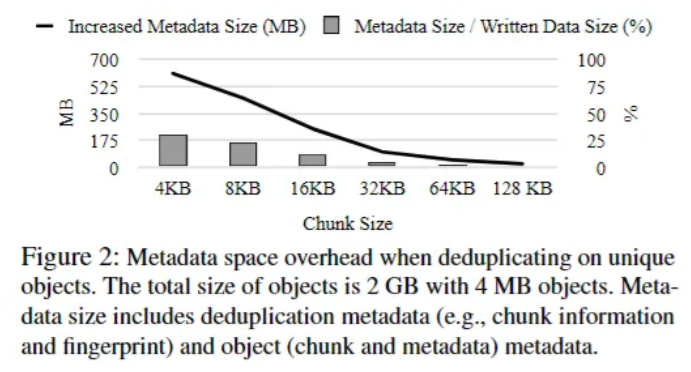 Increased Metadata Size (MB) Metadata Size / Written Data Size (%)
700 100
525 75
350 50
175 25
0 0
MB %
4KB 8KB 16KB 32KB 64KB 128 KB
Chunk Size
Figure 2: Metadata space overhead when deduplicating on unique
objects. The total size of objects is 2 GB with 4 MB objects. Meta-
data size includes deduplication metadata (e.g., chunk information
and fingerprint) and object (chunk and metadata) metadata.